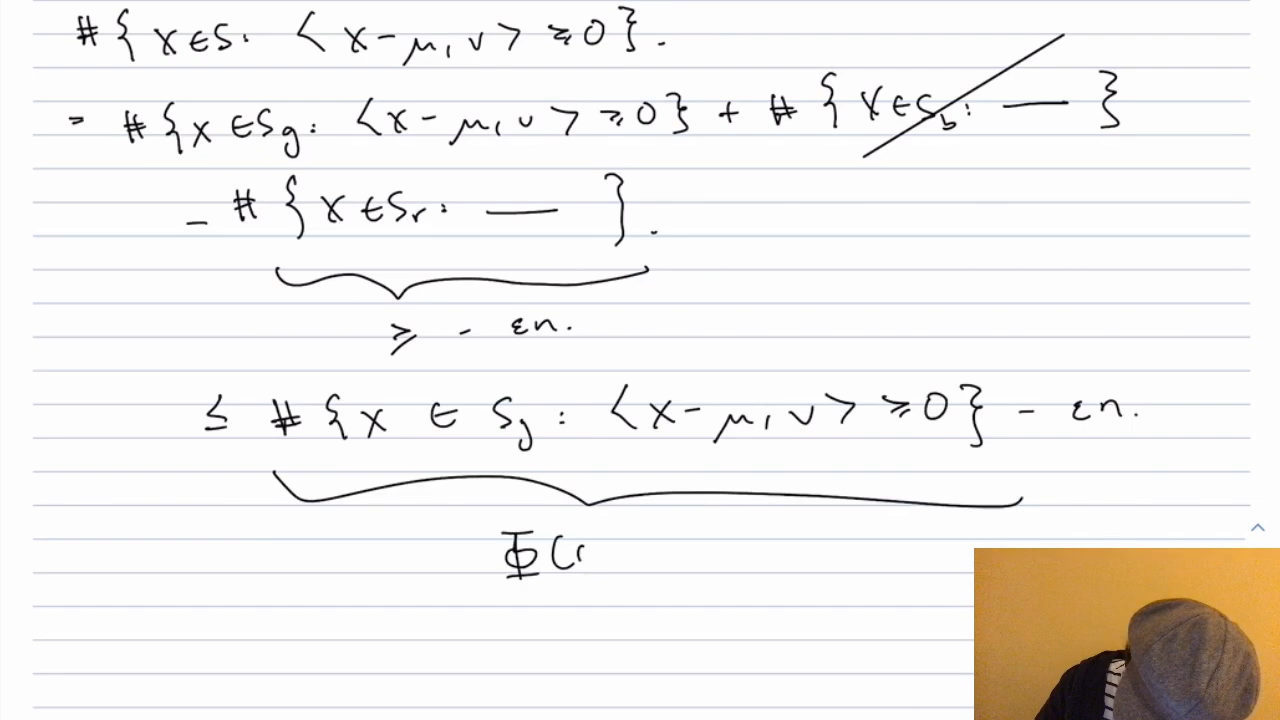 # { x ∈ S : ⟨ x - μ, v ⟩ ≥ 0 } .
= # { x ∈ S_g : ⟨ x - μ, v ⟩ ≥ 0 } + # { x ∈ S_b : — }
- # { x ∈ S_r : — } .
≥ - εn .
≤ # { x ∈ S_g : ⟨ x - μ, v ⟩ ≥ 0 } - εn .
Φ (